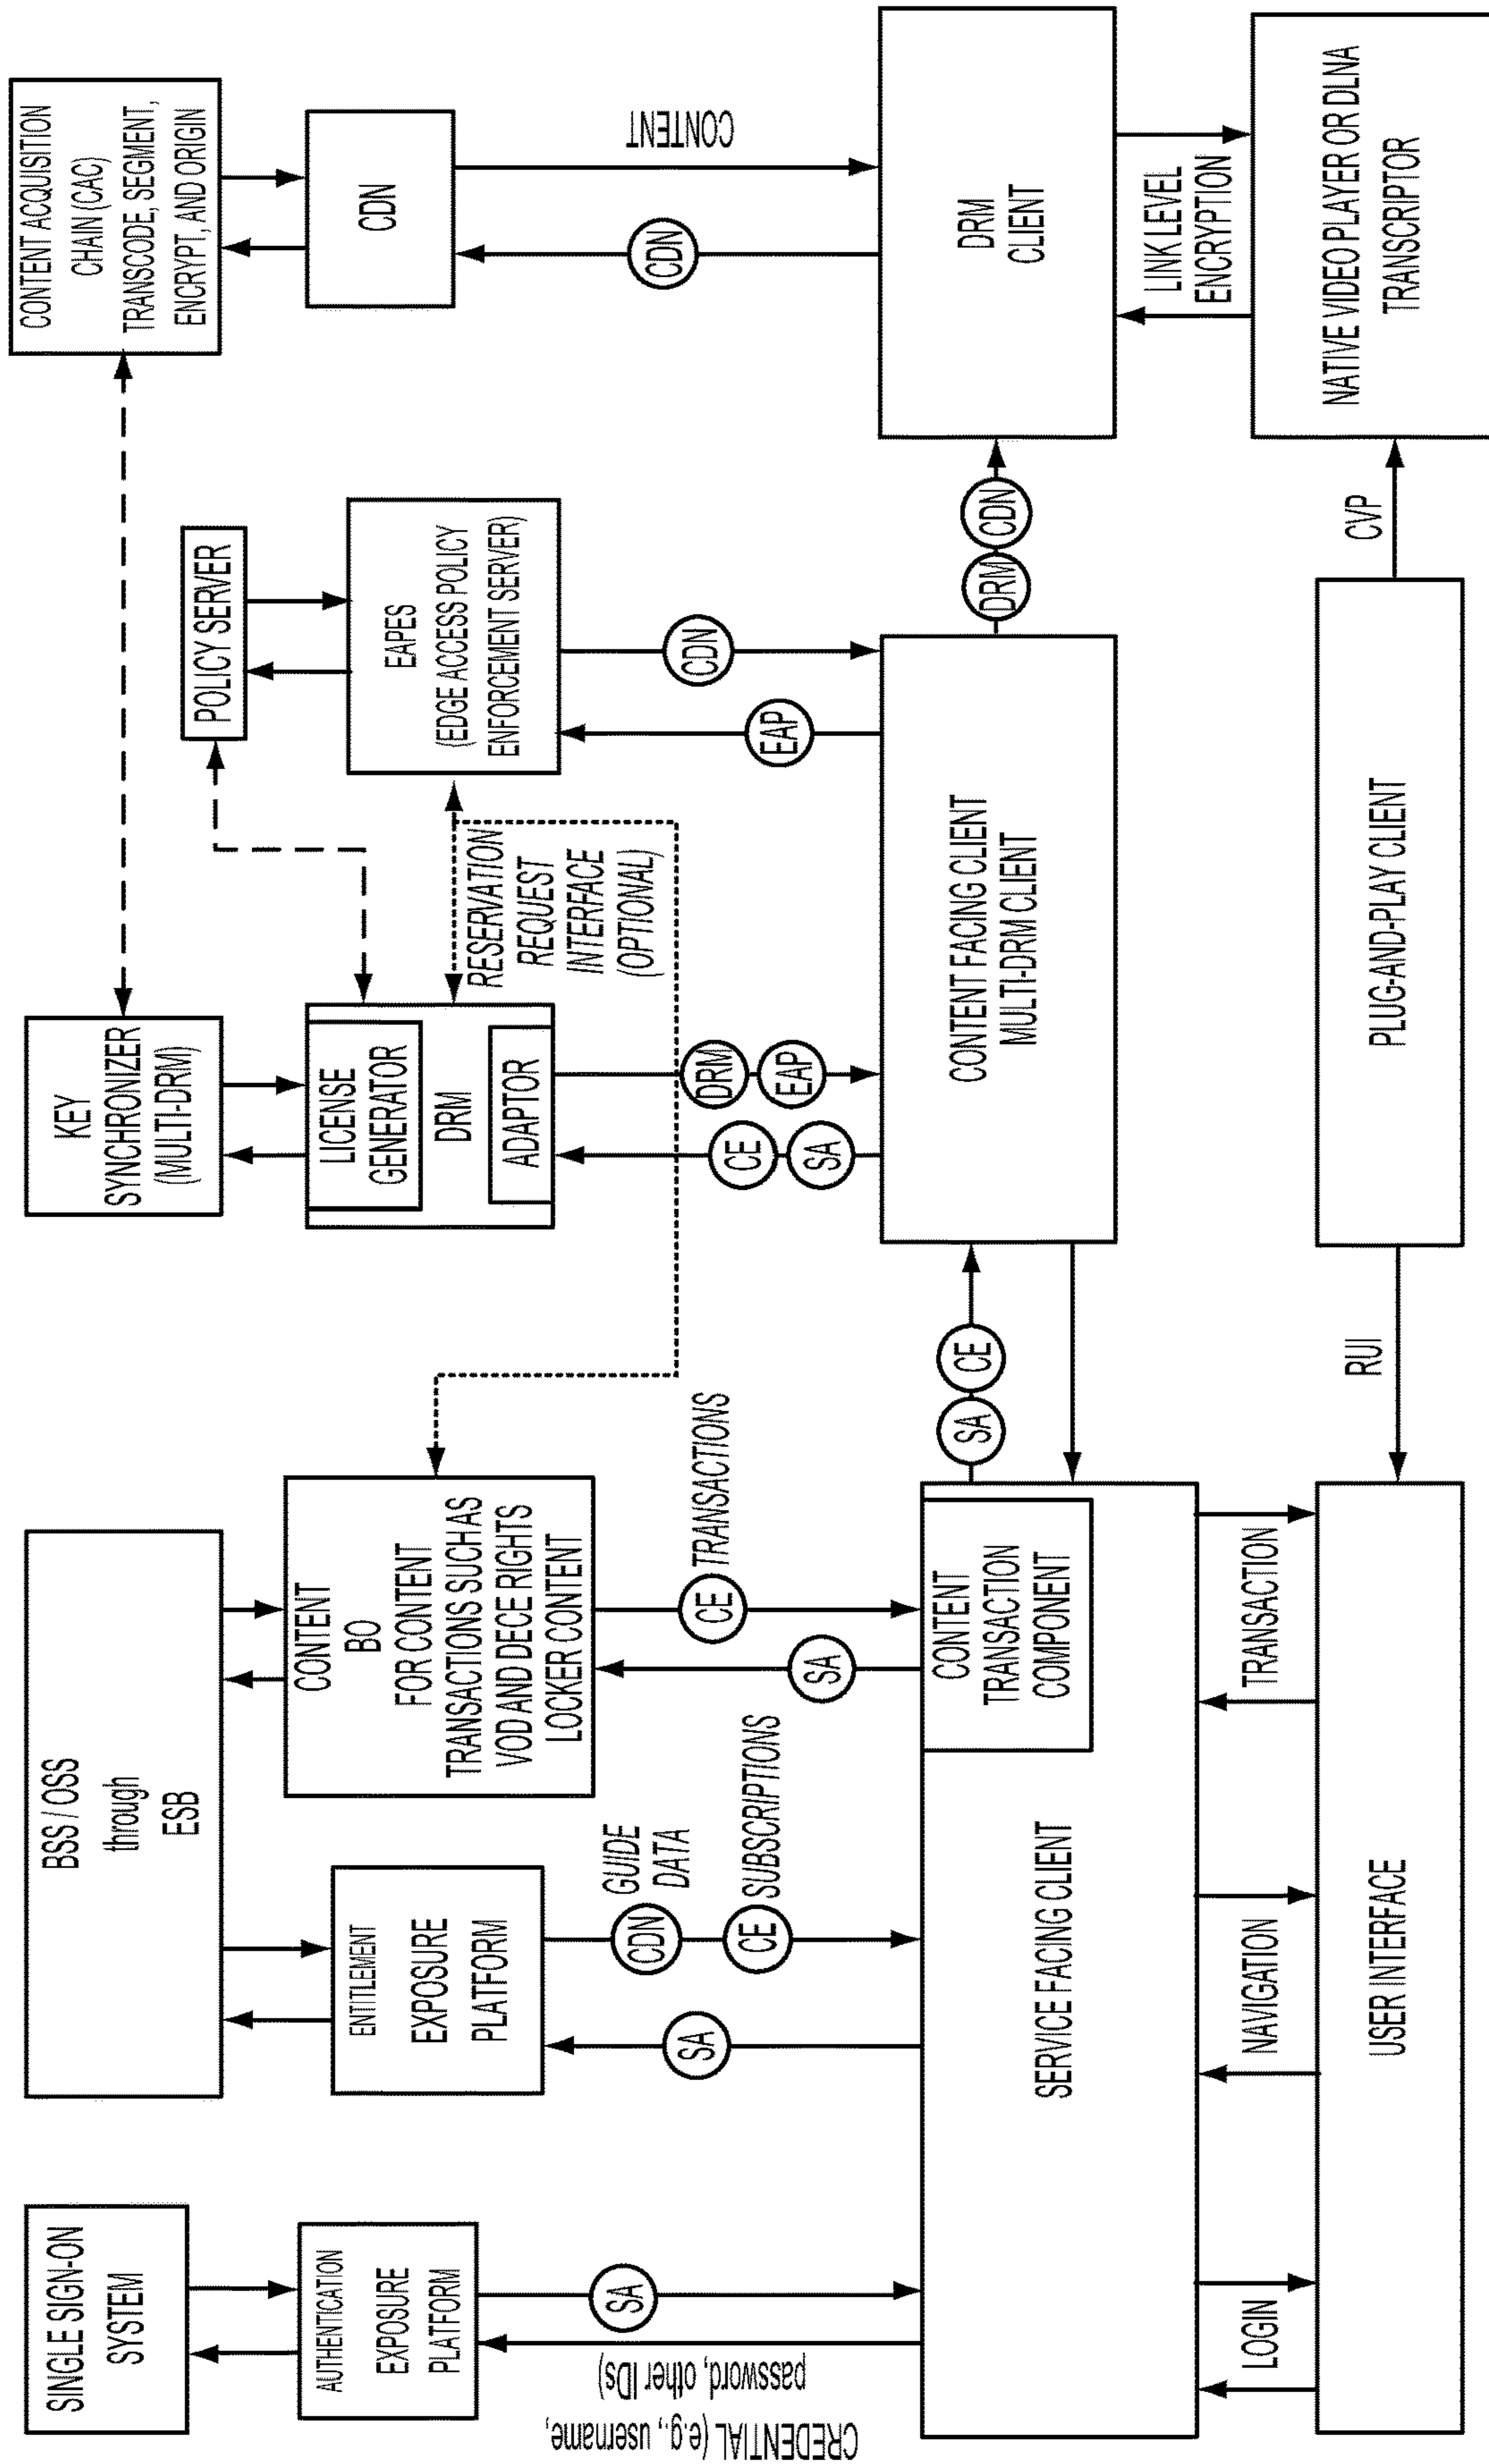 SINGLE SIGN-ON
SYSTEM
AUTHENTICATION
EXPOSURE
PLATFORM
CREDENTIAL (e.g., username,
password, other IDs)
SA
BSS / OSS
through
ESB
ENTITLEMENT
EXPOSURE
PLATFORM
SA
CDN
GUIDE
DATA
CE
SUBSCRIPTIONS
CONTENT
BO
FOR CONTENT
TRANSACTIONS SUCH AS
VOD AND DECE RIGHTS
LOCKER CONTENT
SA
CE
TRANSACTIONS
KEY
SYNCHRONIZER
(MULTI-DRM)
LICENSE
GENERATOR
DRM
ADAPTOR
CE
SA
DRM
EAP
RESERVATION
REQUEST
INTERFACE
(OPTIONAL)
POLICY SERVER
EAPES
(EDGE ACCESS POLICY
ENFORCEMENT SERVER)
EAP
CDN
CONTENT ACQUISITION
CHAIN (CAC)
TRANSCODE, SEGMENT,
ENCRYPT, AND ORIGIN
CDN
CDN
CONTENT
SERVICE FACING CLIENT
CONTENT
TRANSACTION
COMPONENT
SA
CE
CONTENT FACING CLIENT
MULTI-DRM CLIENT
DRM
CDN
DRM
CLIENT
LOGIN
NAVIGATION
TRANSACTION
LINK LEVEL
ENCRYPTION
USER INTERFACE
RUI
PLUG-AND-PLAY CLIENT
CVP
NATIVE VIDEO PLAYER OR DLNA
TRANSCRIPTOR